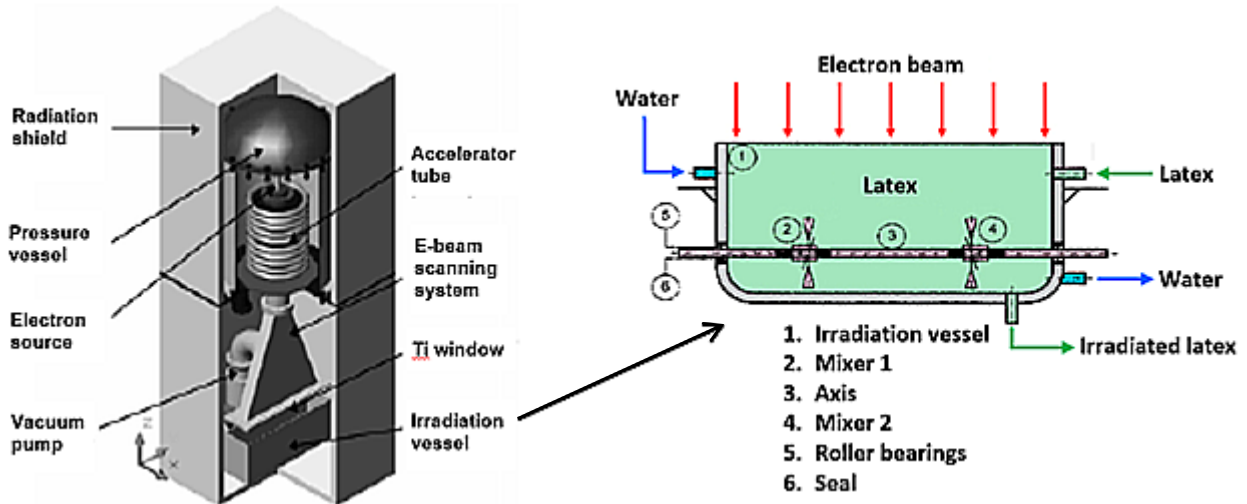 Radiation
shield
Pressure
vessel
Electron
source
Vacuum
pump
Accelerator
tube
E-beam
scanning
system
Ti window
Irradiation
vessel
Z
X
Electron beam
Water
Latex
Latex
Water
Irradiated latex
1
2
3
4
5
6
1. Irradiation vessel
2. Mixer 1
3. Axis
4. Mixer 2
5. Roller bearings
6. Seal